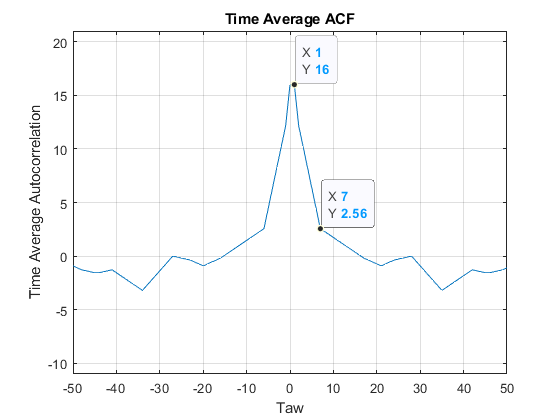 Time Average ACF
X 1
Y 16
X 7
Y 2.56
Time Average Autocorrelation
20
15
10
5
0
-5
-10
-50 -40 -30 -20 -10 0 10 20 30 40 50
Taw